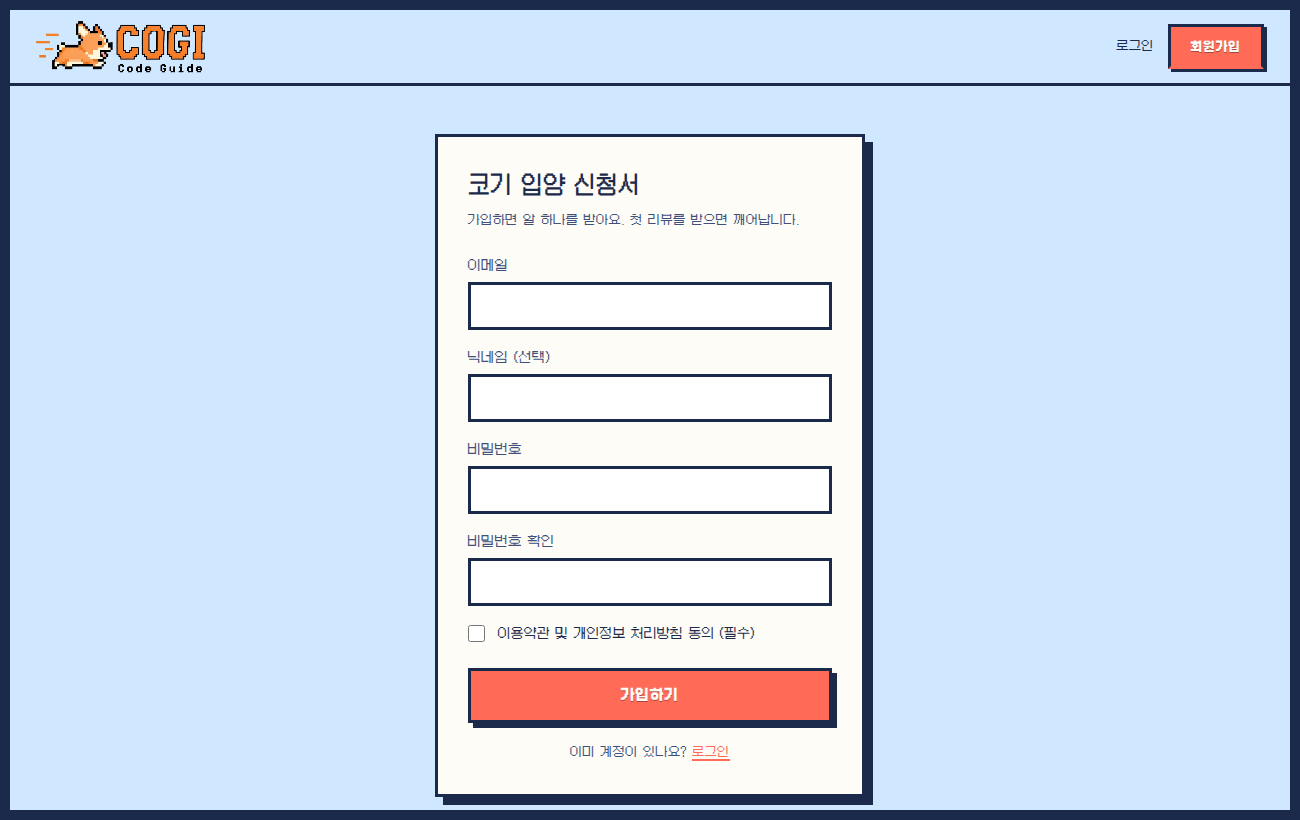 COGI
Code Guide
로그인
회원가입
코기 입양 신청서
가입하면 알 하나를 받아요. 첫 리뷰를 받으면 깨어납니다.
이메일
닉네임 (선택)
비밀번호
비밀번호 확인
이용약관 및 개인정보 처리방침 동의 (필수)
가입하기
이미 계정이 있나요? 로그인